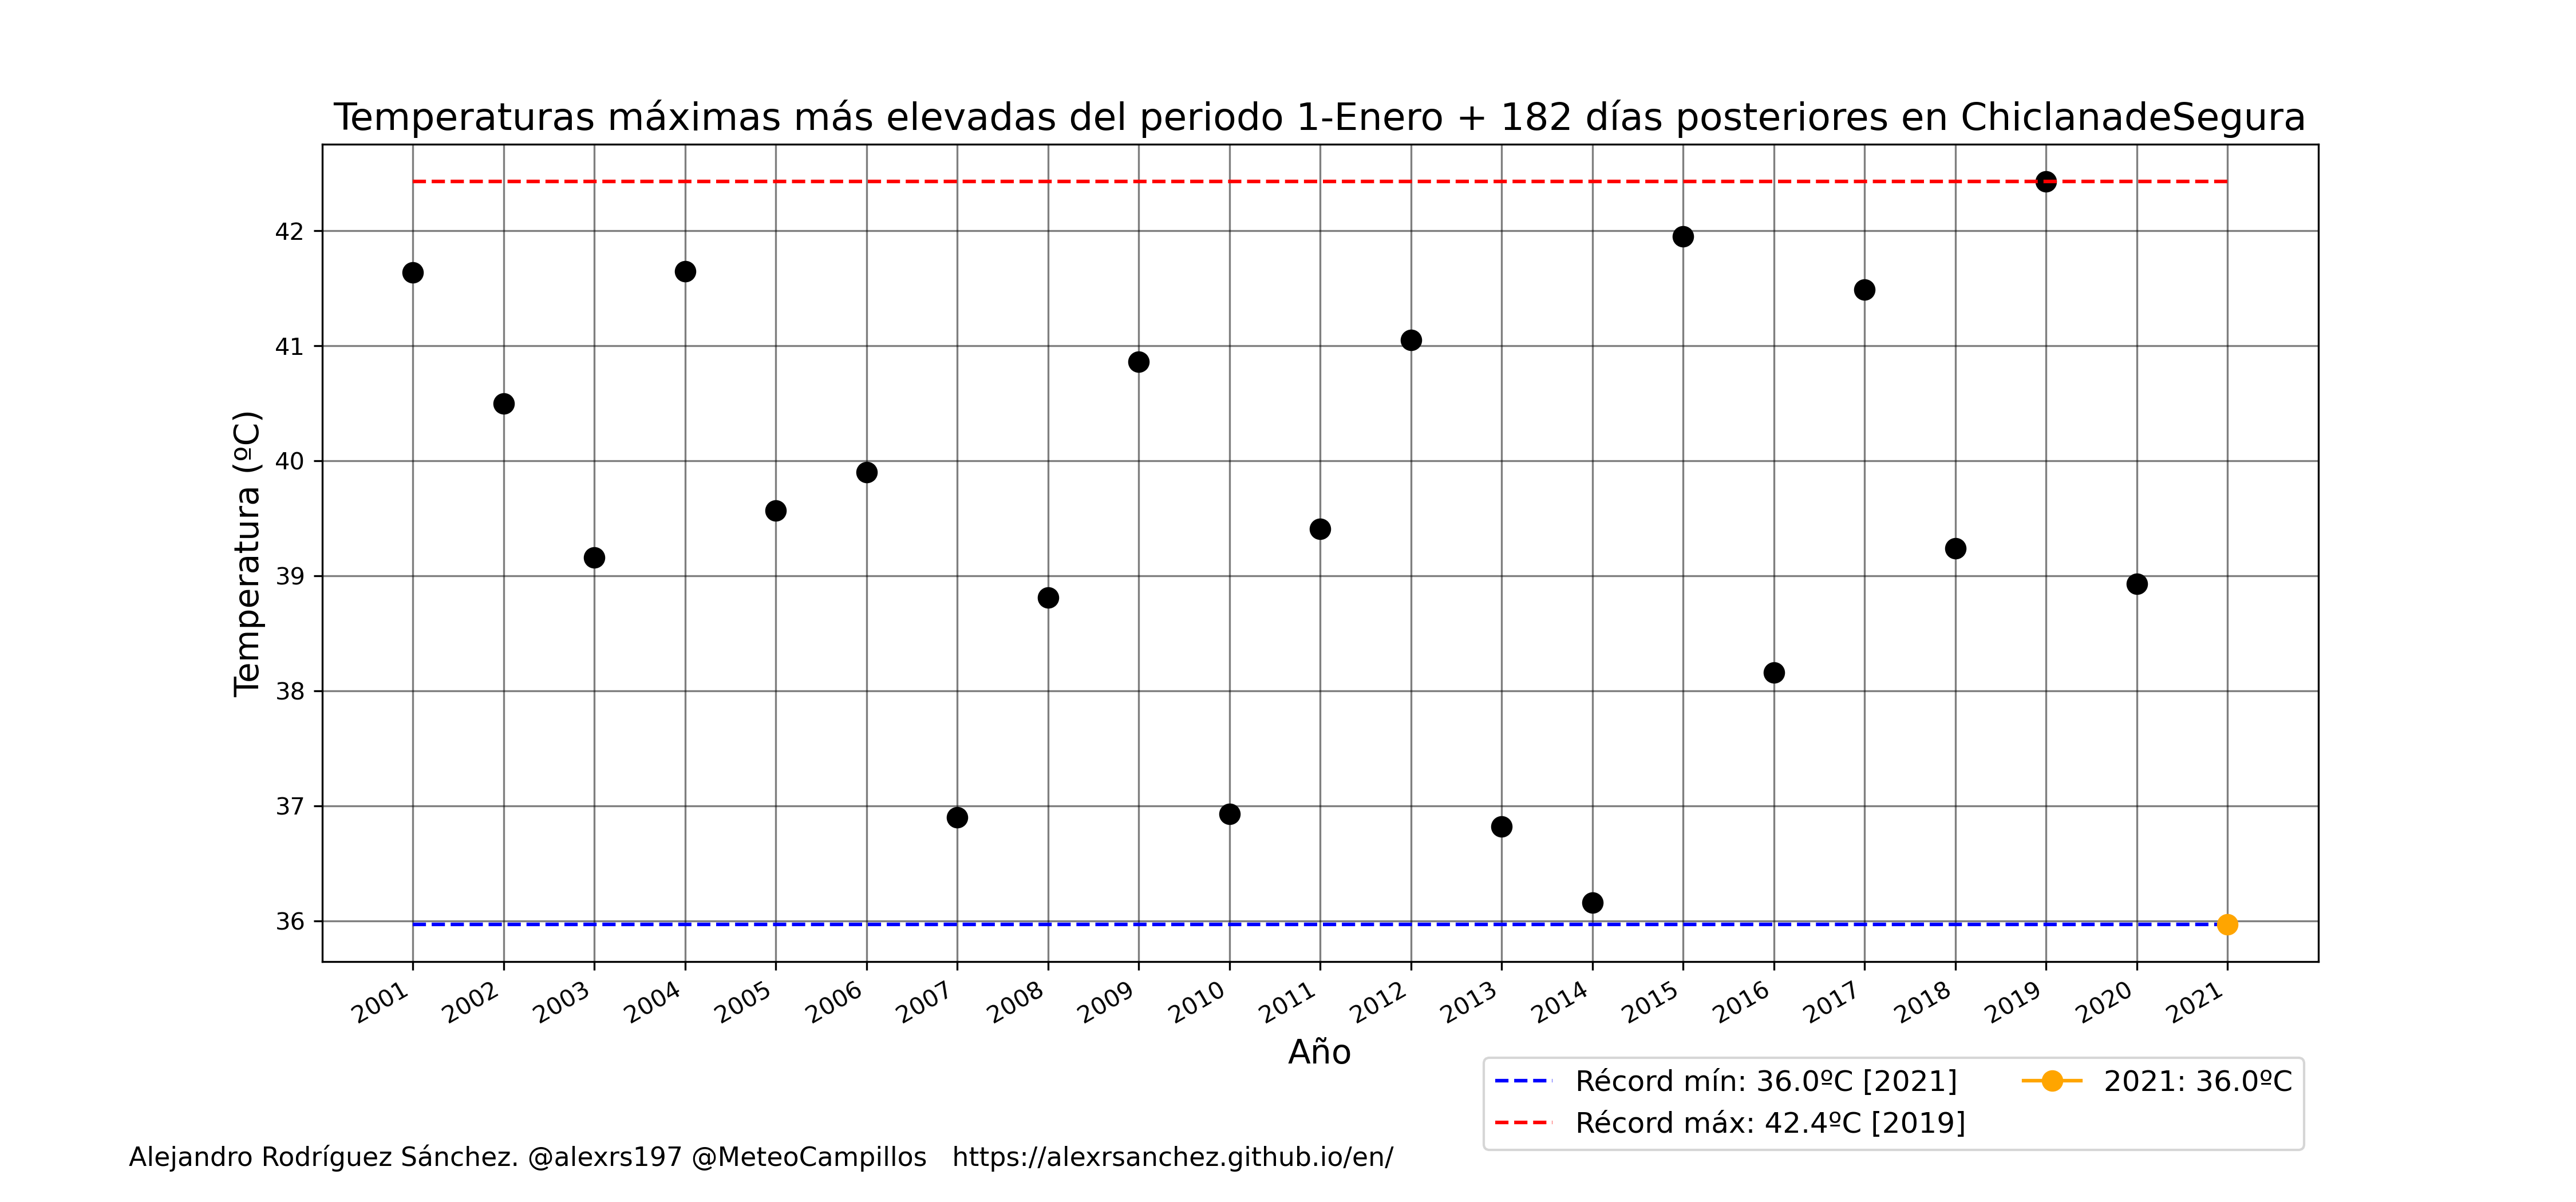 Temperaturas máximas más elevadas del periodo 1-Enero + 182 días posteriores en ChiclanadeSegura
Temperatura (ºC)
42
41
40
39
38
37
36
2001 2002 2003 2004 2005 2006 2007 2008 2009 2010 2011 2012 2013 2014 2015 2016 2017 2018 2019 2020 2021
Año
Récord mín: 36.0ºC [2021] 2021: 36.0ºC
Récord máx: 42.4ºC [2019]
Alejandro Rodríguez Sánchez. @alexrs197 @MeteoCampillos https://alexrsanchez.github.io/en/